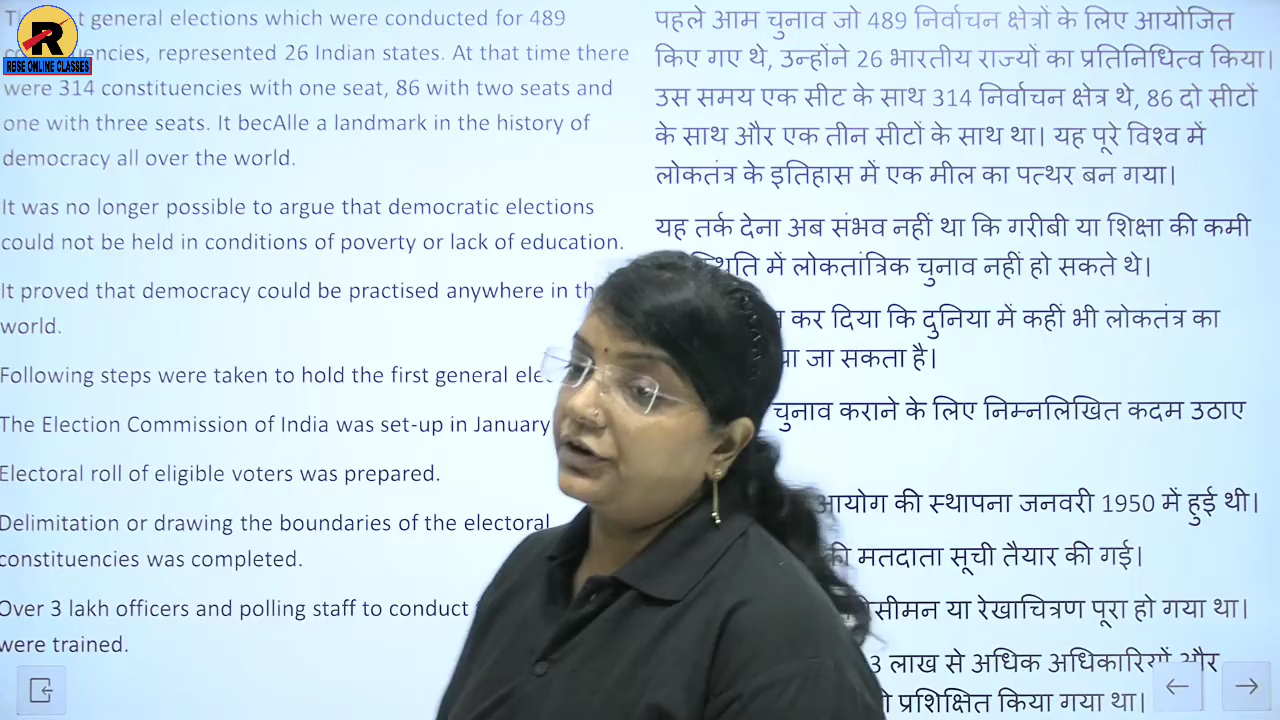 general elections which were conducted for 489
represented 26 Indian states. At that time there
were 314 constituencies with one seat, 86 with two seats and
one with three seats. It becAlle a landmark in the history of
democracy all over the world.
It was no longer possible to argue that democratic elections
could not be held in conditions of poverty or lack of education.
It proved that democracy could be practised anywhere in
world.
Following steps were taken to hold the first general
The Election Commission of India was set-up in January
Electoral roll of eligible voters was prepared.
Delimitation or drawing the boundaries of the electoral
constituencies was completed.
Over 3 lakh officers and polling staff to conduct
were trained.
पहले आम चुनाव जो 489 निर्वाचन क्षेत्रों के लिए आयोजित
किए गए थे, उन्होंने 26 भारतीय राज्यों का प्रतिनिधित्व किया।
उस समय एक सीट के साथ 314 निर्वाचन क्षेत्र थे, 86 दो सीटों
के साथ और एक तीन सीटों के साथ था। यह पूरे विश्व में
लोकतंत्र के इतिहास में एक मील का पत्थर बन गया।
यह तर्क देना अब संभव नहीं था कि गरीबी या शिक्षा की कमी
में लोकतांत्रिक चुनाव नहीं हो सकते थे।
कर दिया कि दुनिया में कहीं भी लोकतंत्र का
जा सकता है।
चुनाव कराने के लिए निम्नलिखित कदम उठाए
आयोग की स्थापना जनवरी 1950 में हुई थी।
की मतदाता सूची तैयार की गई।
या रेखाचित्रण पूरा हो गया था।
3 लाख से अधिक अधिकारियों और
प्रशिक्षित किया गया था।
R
RBSE ONLINE CLASSES